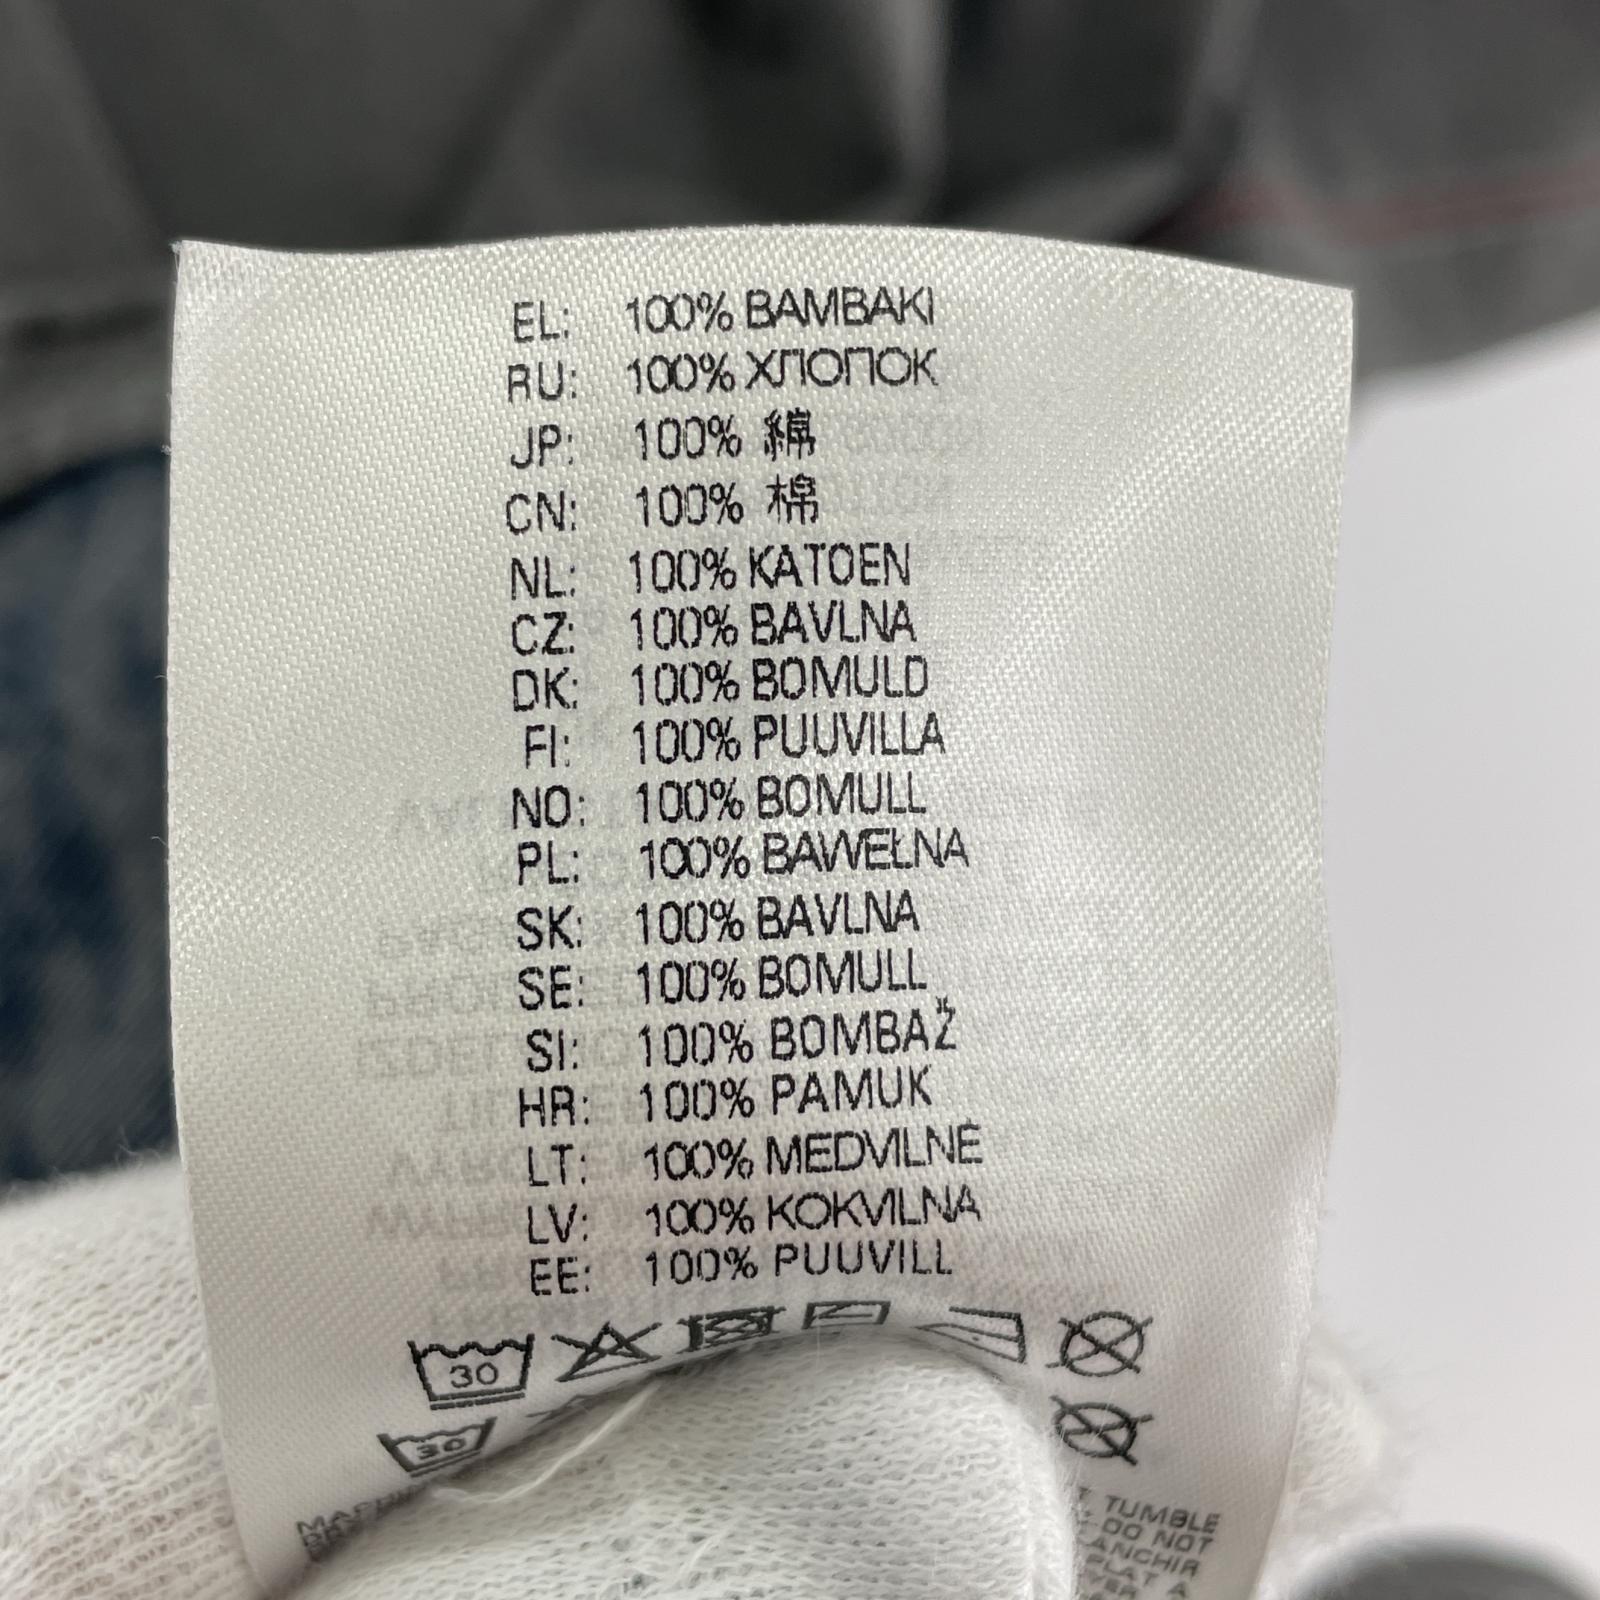 EL: 100% BAMBAKI
RU: 100% ХЛОПОК
JP: 100% 綿
CN: 100% 棉
NL: 100% KATOEN
CZ: 100% BAVLNA
DK: 100% BOMULD
FI: 100% PUUVILLA
NO: 100% BOMULL
PL: 100% BAWEŁNA
SK: 100% BAVLNA
SE: 100% BOMULL
SI: 100% BOMBAŽ
HR: 100% PAMUK
LT: 100% MEDVILNĖ
LV: 100% KOKVILNA
EE: 100% PUUVILL
30
30
TUMBLE
DO NOT
PLAT A